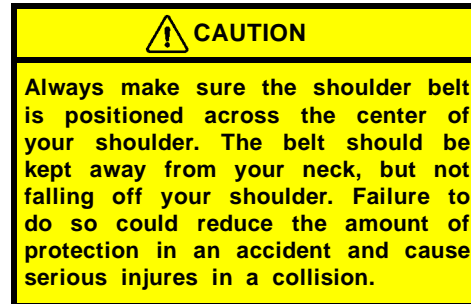 CAUTION
Always make sure the shoulder belt
is positioned across the center of
your shoulder. The belt should be
kept away from your neck, but not
falling off your shoulder. Failure to
do so could reduce the amount of
protection in an accident and cause
serious injures in a collision.